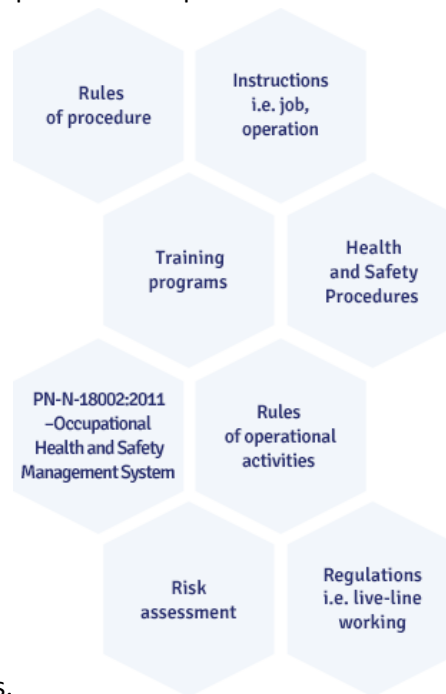 Rules
of procedure
Instructions
i.e. job,
operation
Training
programs
Health
and Safety
Procedures
PN-N-18002:2011
–Occupational
Health and Safety
Management System
Rules
of operational
activities
Risk
assessment
Regulations
i.e. live-line
working
s.